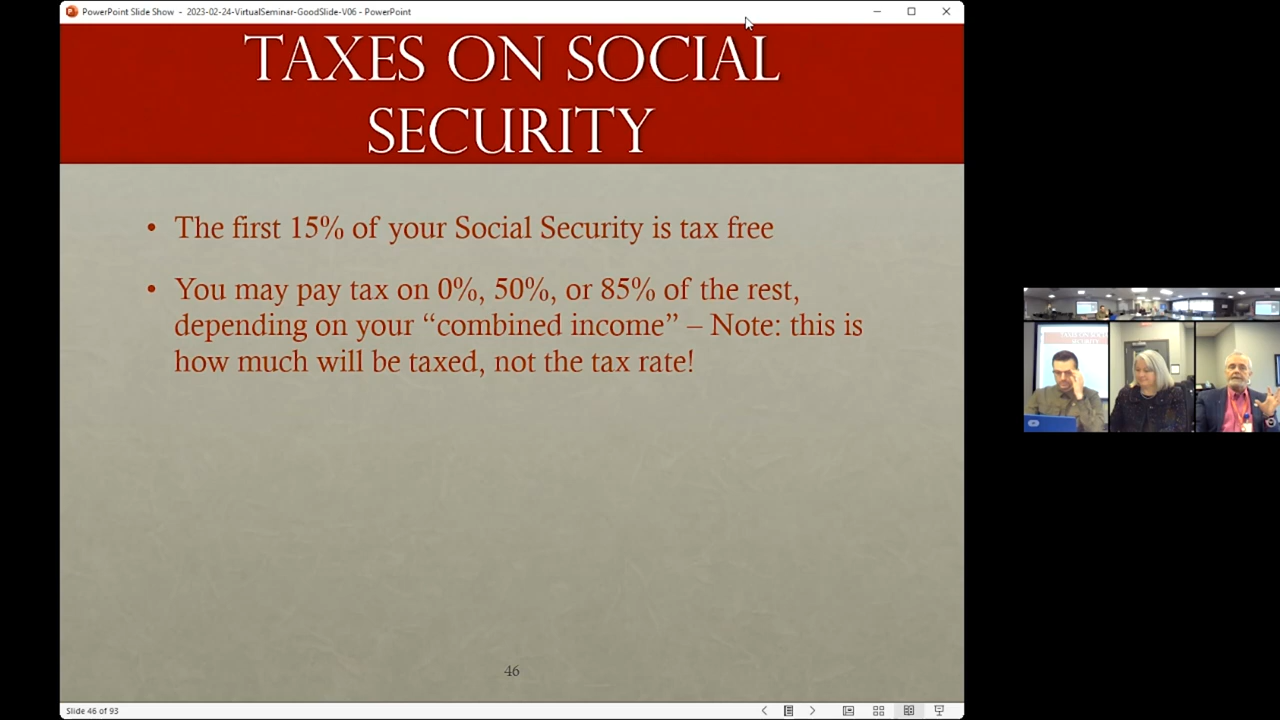 PowerPoint Slide Show - 2023-02-24-VirtualSeminar-GoodSlide-V06 - PowerPoint
TAXES ON SOCIAL
SECURITY
• The first 15% of your Social Security is tax free
• You may pay tax on 0%, 50%, or 85% of the rest,
depending on your “combined income” – Note: this is
how much will be taxed, not the tax rate!
46
Slide 46 of 93